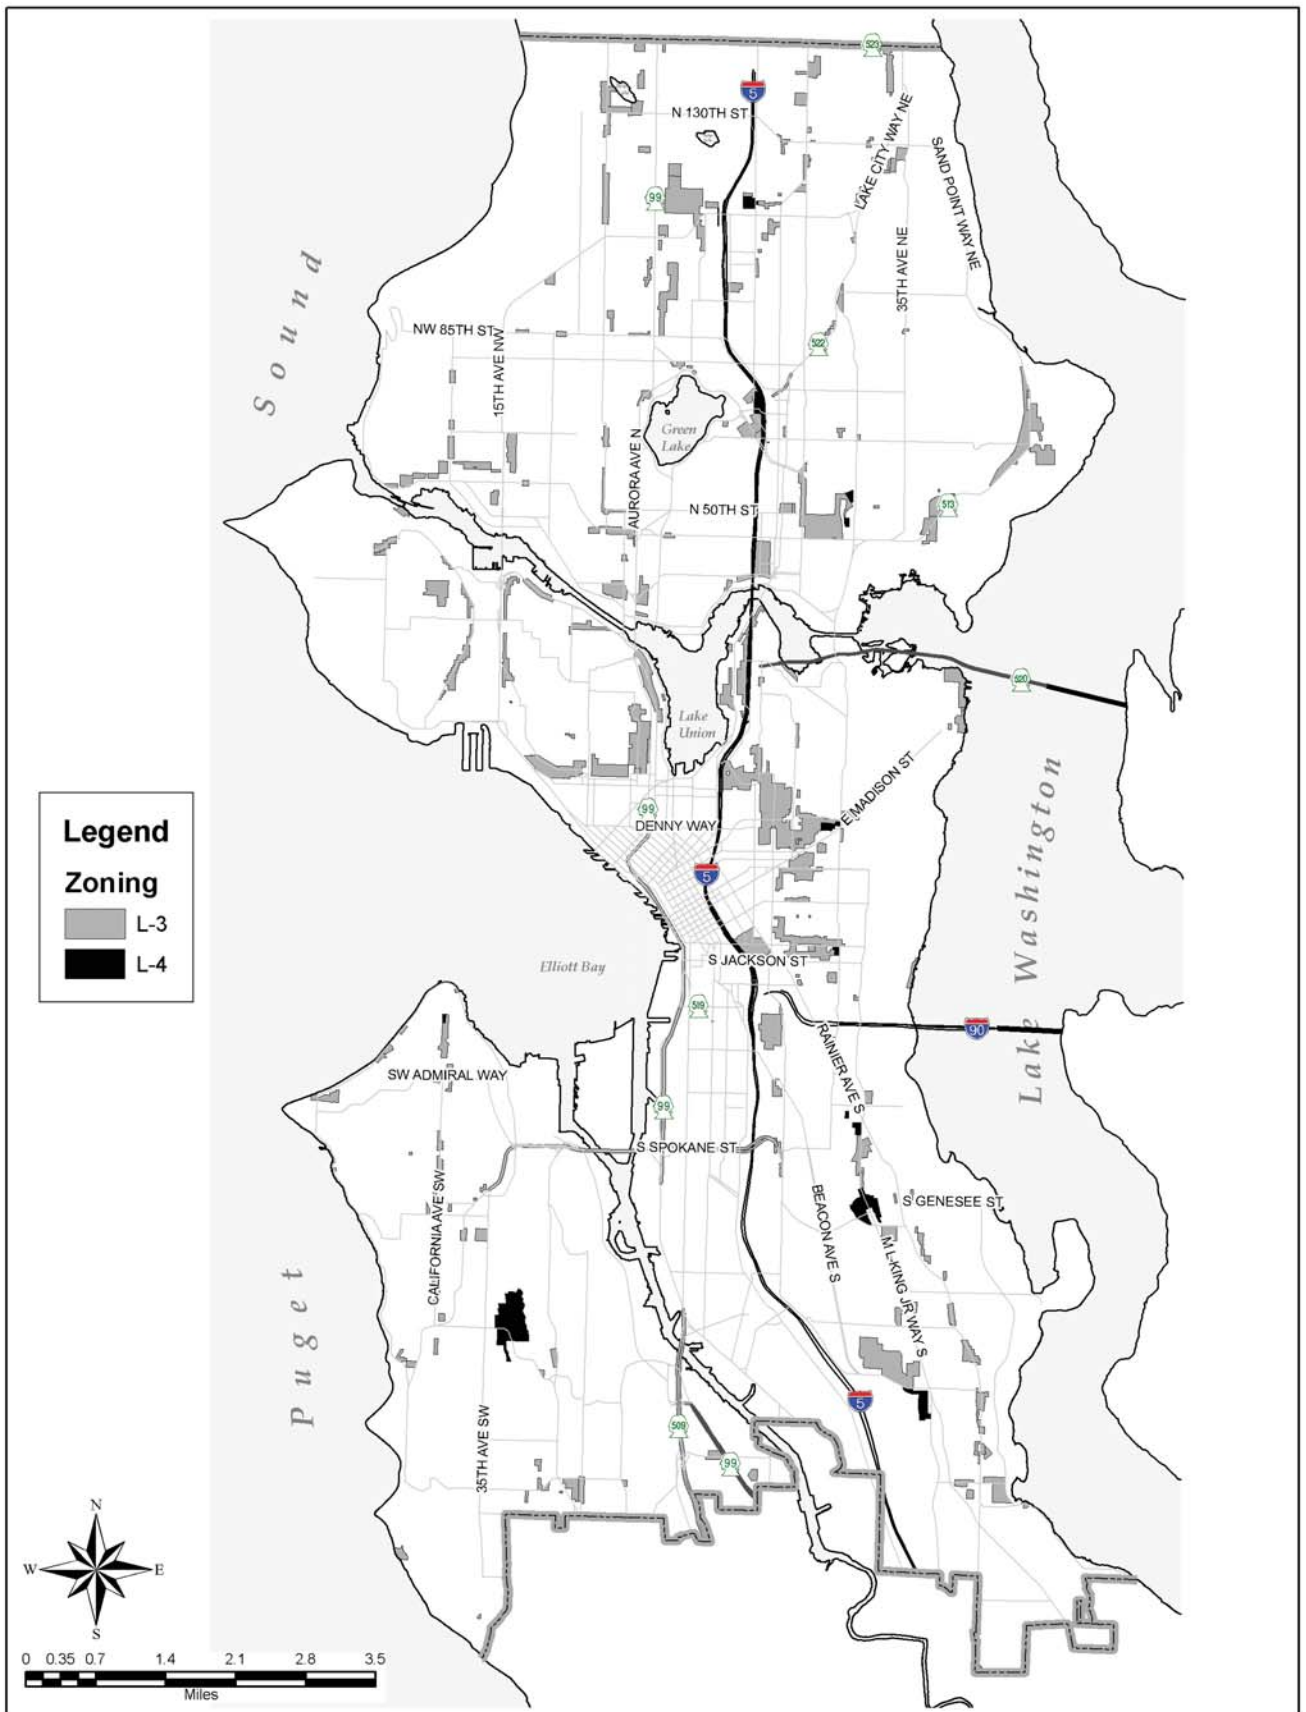 523
5
N 130TH ST
LAKE CITY WAY NE
SAND POINT WAY NE
99
35TH AVE NE
Sound
NW 85TH ST
15TH AVE NW
522
Green
Lake
AURORA AVE N
N 50TH ST
513
520
Lake
Union
E MADISON ST
99
DENNY WAY
5
Lake Washington
Legend
Zoning
L-3
L-4
S JACKSON ST
Elliott Bay
519
90
RAINIER AVE S
SW ADMIRAL WAY
99
S SPOKANE ST
CALIFORNIA AVE SW
BEACON AVE S
S GENESEE ST
M L KING JR WAY S
Puget
5
35TH AVE SW
509
99
N
W E
S
0 0.35 0.7 1.4 2.1 2.8 3.5
Miles